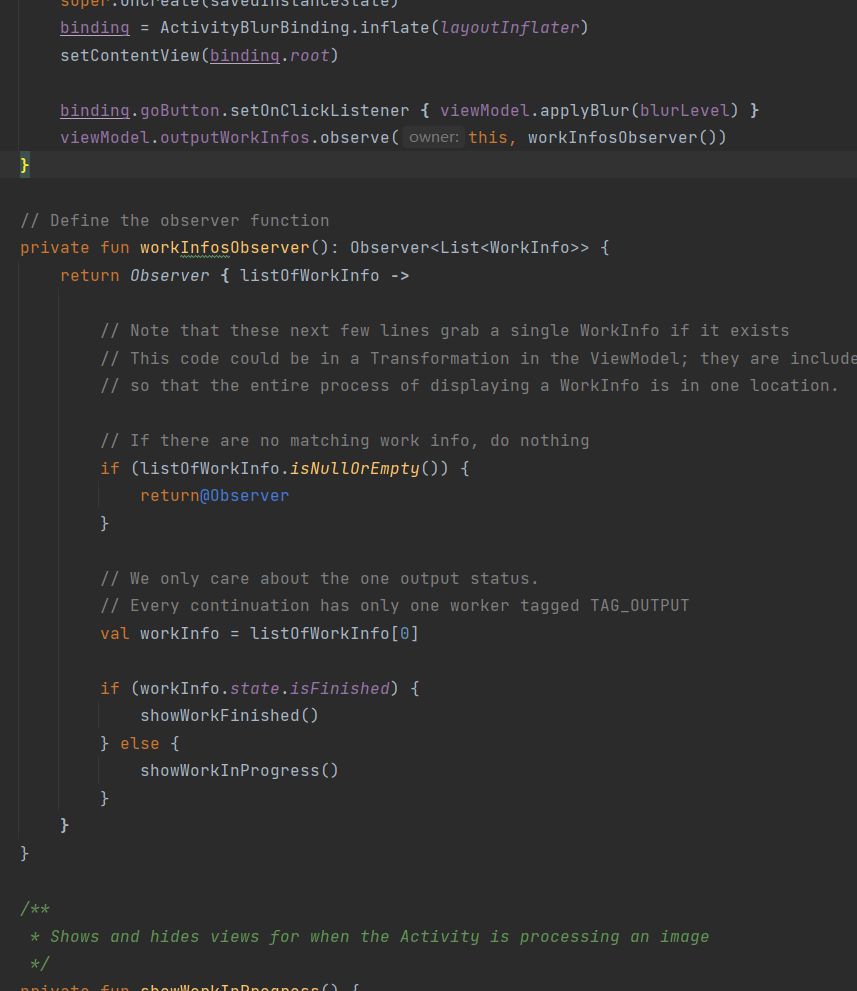 super.onCreate(savedInstanceState)
binding = ActivityBlurBinding.inflate(layoutInflater)
setContentView(binding.root)
binding.goButton.setOnClickListener { viewModel.applyBlur(blurLevel) }
viewModel.outputWorkInfos.observe( owner: this, workInfosObserver())
}
// Define the observer function
private fun workInfosObserver(): Observer<List<WorkInfo>> {
return Observer { listOfWorkInfo ->
// Note that these next few lines grab a single WorkInfo if it exists
// This code could be in a Transformation in the ViewModel; they are include
// so that the entire process of displaying a WorkInfo is in one location.
// If there are no matching work info, do nothing
if (listOfWorkInfo.isNullOrEmpty()) {
return@Observer
}
// We only care about the one output status.
// Every continuation has only one worker tagged TAG_OUTPUT
val workInfo = listOfWorkInfo[0]
if (workInfo.state.isFinished) {
showWorkFinished()
} else {
showWorkInProgress()
}
}
}
/**
* Shows and hides views for when the Activity is processing an image
*/
private fun showWorkInProgress() {